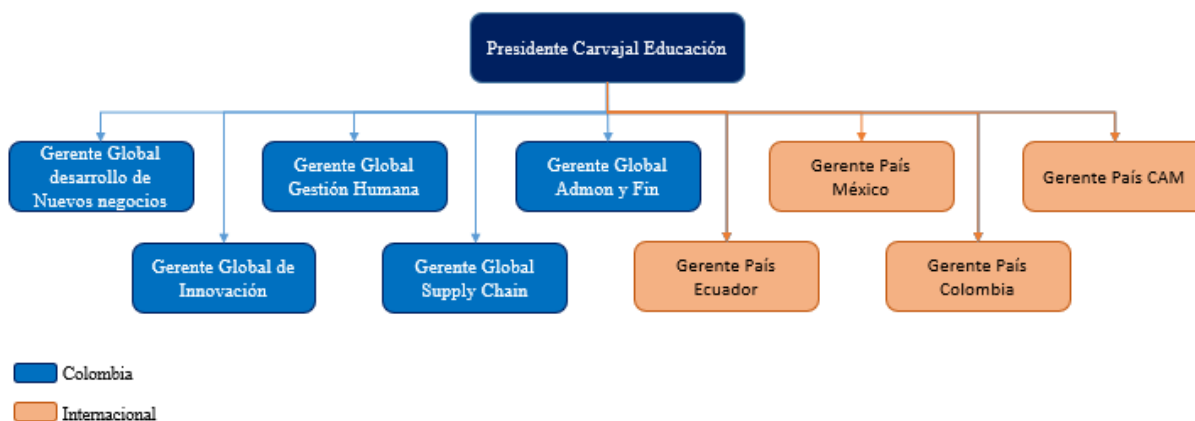 Presidente Carvajal Educación
Gerente Global
desarrollo de
Nuevos negocios
Gerente Global
Gestión Humana
Gerente Global
Admon y Fin
Gerente País
México
Gerente País CAM
Gerente Global de
Innovación
Gerente Global
Supply Chain
Gerente País
Ecuador
Gerente País
Colombia
Colombia
Internacional